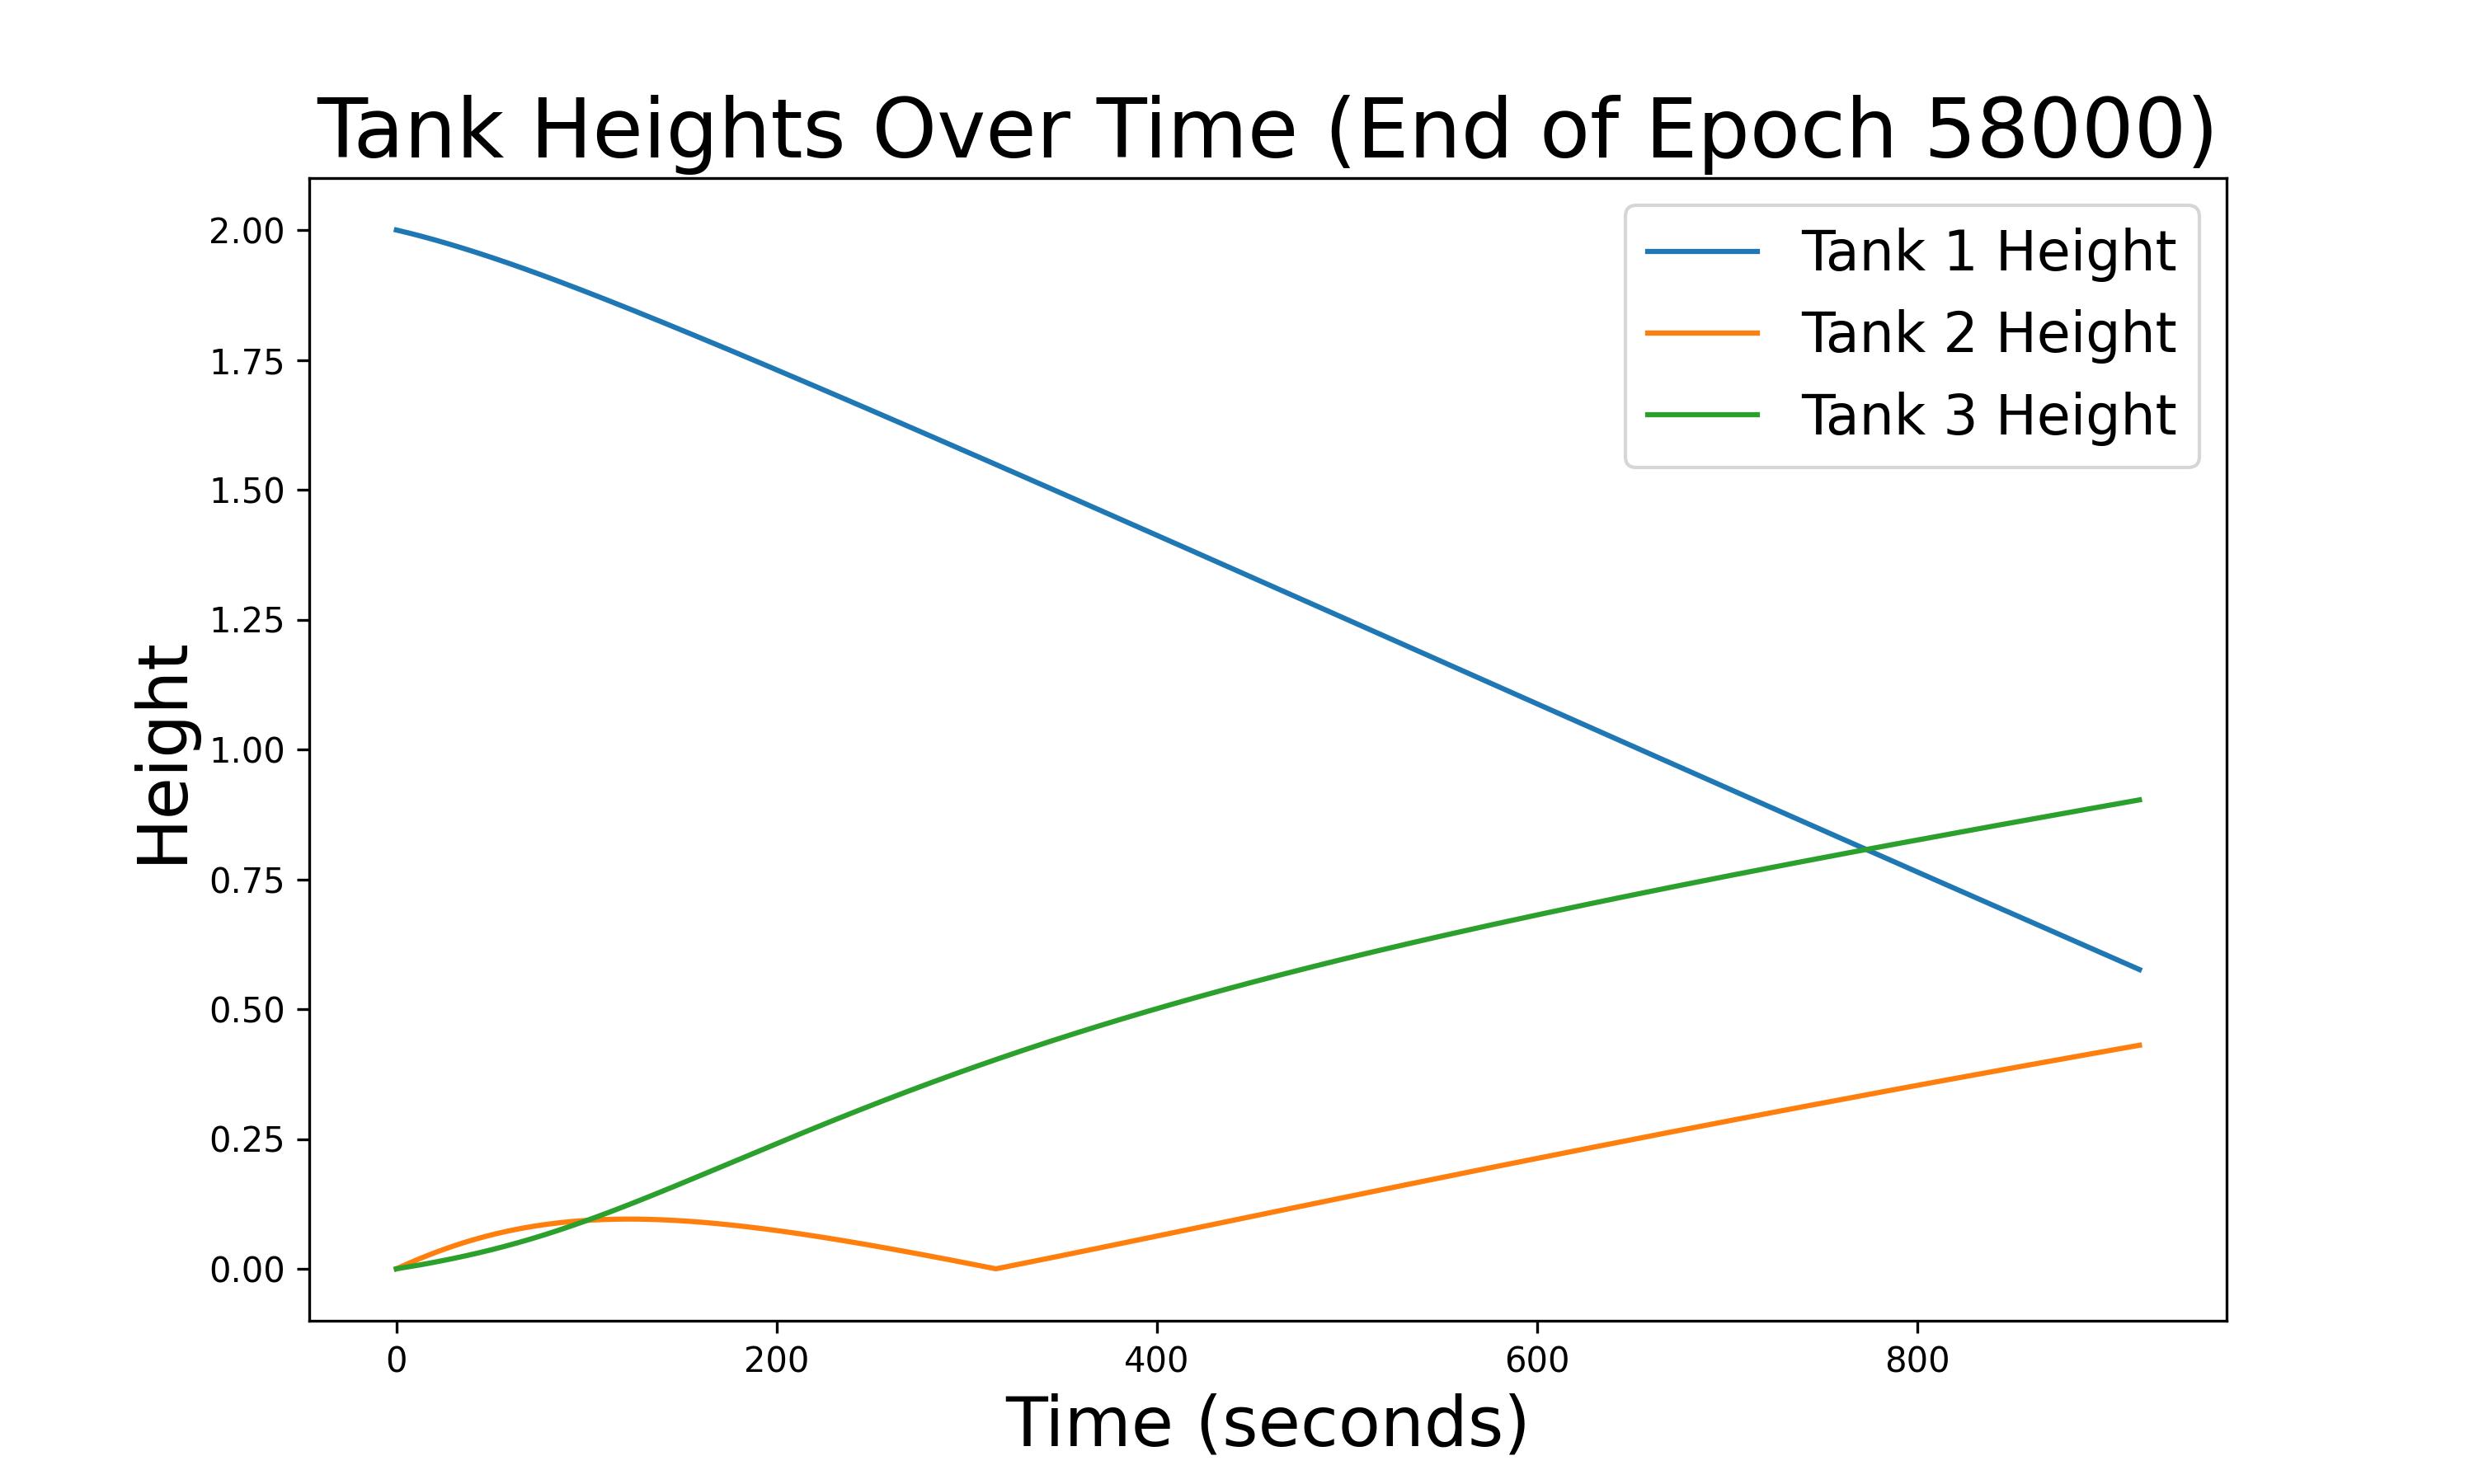 Tank Heights Over Time (End of Epoch 58000)
Tank 1 Height
Tank 2 Height
Tank 3 Height
Height
2.00
1.75
1.50
1.25
1.00
0.75
0.50
0.25
0.00
0 200 400 600 800
Time (seconds)